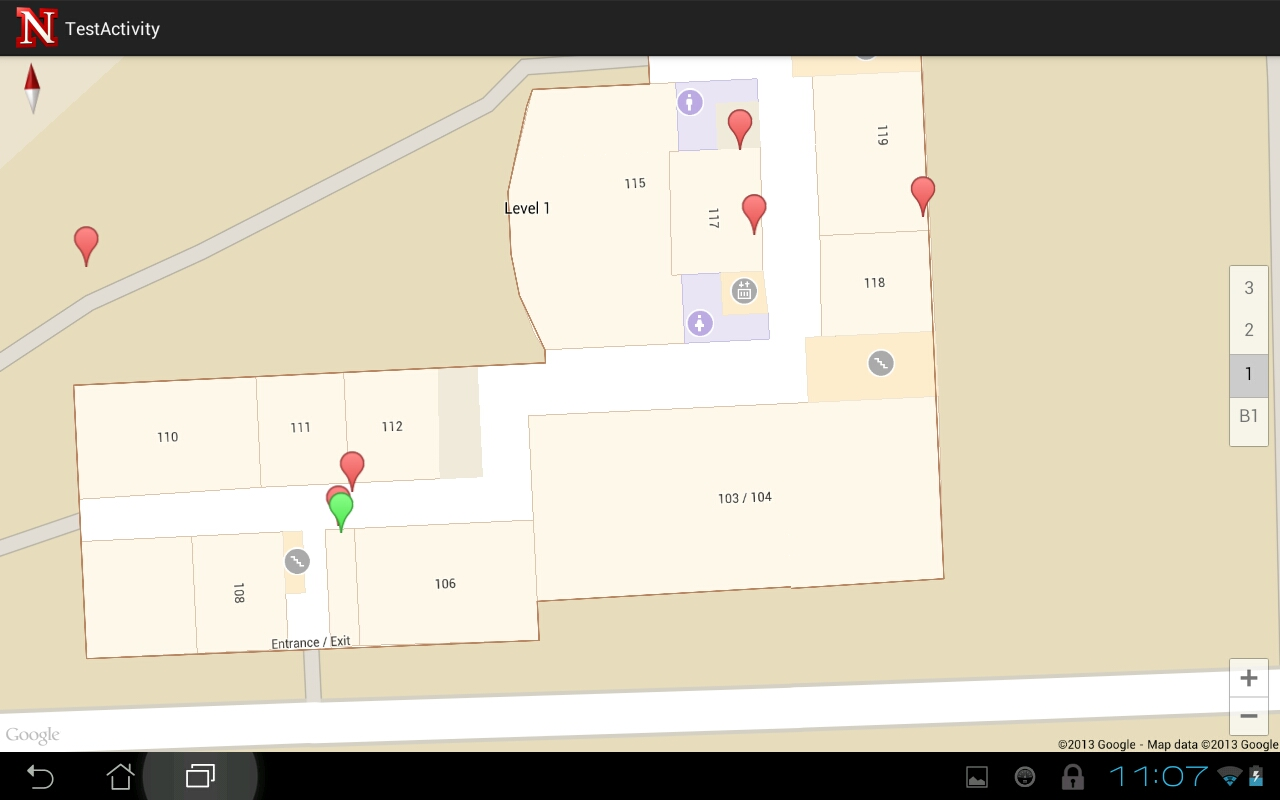 N TestActivity
119
115
Level 1
117
118
3
2
1
B1
110
111
112
103 / 104
108
106
Entrance / Exit
+
−
Google
©2013 Google - Map data ©2013 Google
11:07